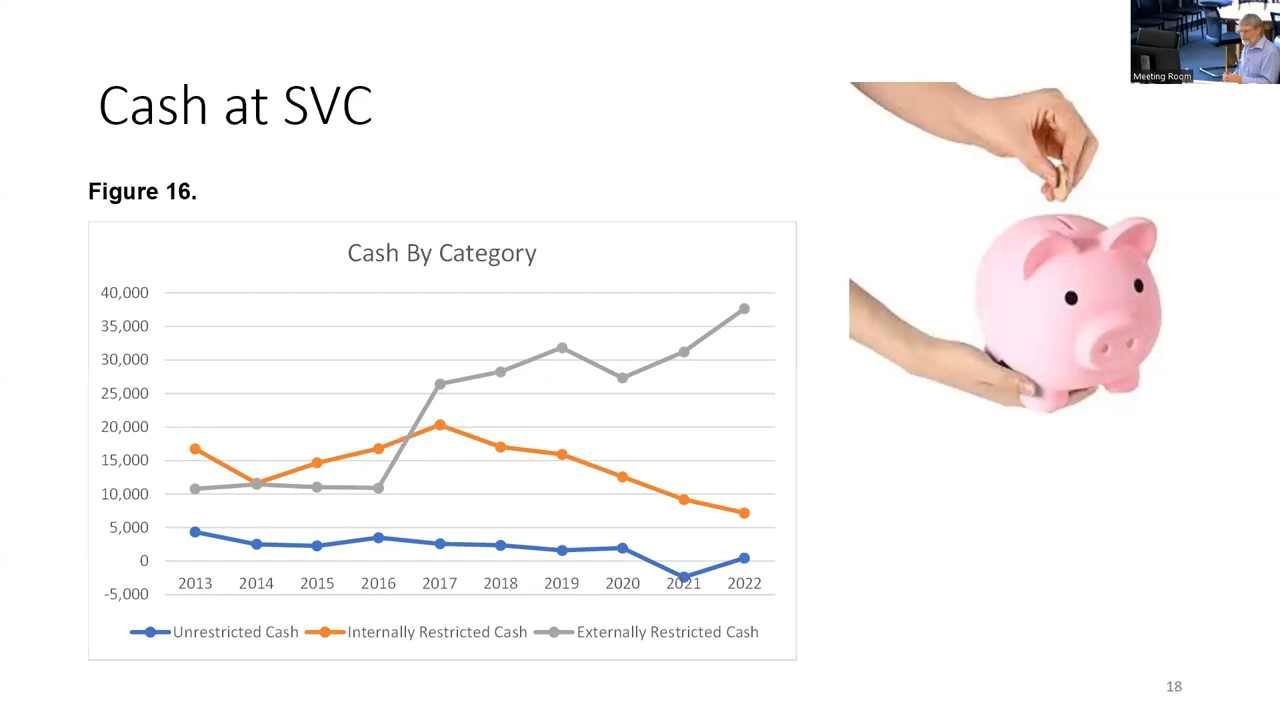 Meeting Room
Cash at SVC
Figure 16.
Cash By Category
40,000
35,000
30,000
25,000
20,000
15,000
10,000
5,000
0
-5,000
2013 2014 2015 2016 2017 2018 2019 2020 2021 2022
Unrestricted Cash Internally Restricted Cash Externally Restricted Cash
18